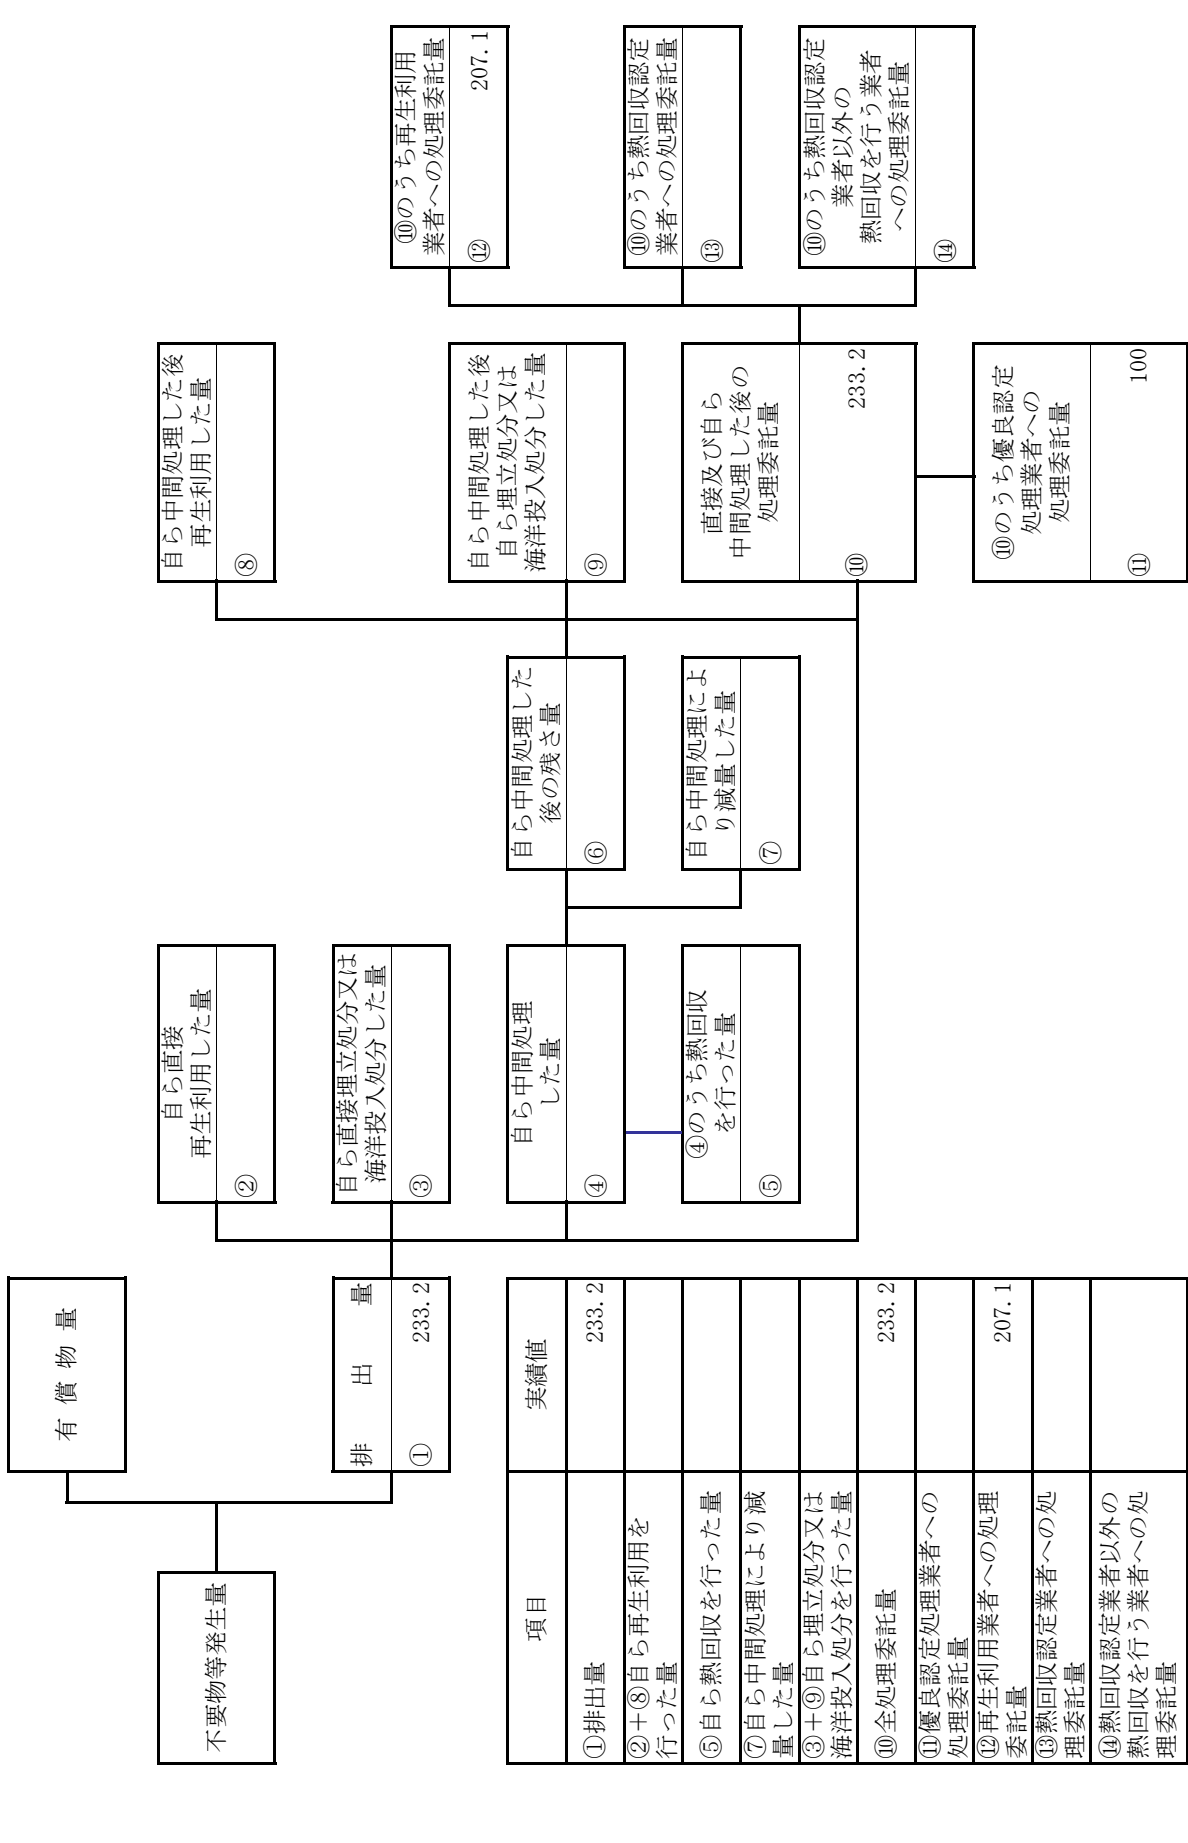 有償物量
不要物等発生量
排出量
① 233.2
自ら直接
再生利用した量
②
自ら直接埋立処分又は
海洋投入処分した量
③
自ら中間処理
した量
④
④のうち熱回収
を行った量
⑤
自ら中間処理した
後の残さ量
⑥
自ら中間処理によ
り減量した量
⑦
自ら中間処理した後
再生利用した量
⑧
自ら中間処理した後
自ら埋立処分又は
海洋投入処分した量
⑨
直接及び自ら
中間処理した後の
処理委託量
⑩ 233.2
⑩のうち優良認定
処理業者への
処理委託量
⑪ 100
⑩のうち再生利用
業者への処理委託量
⑫ 207.1
⑩のうち熱回収認定
業者への処理委託量
⑬
⑩のうち熱回収認定
業者以外の
熱回収を行う業者
への処理委託量
⑭
項目 実績値
①排出量 233.2
②＋⑧自ら再生利用を
行った量
⑤自ら熱回収を行った量
⑦自ら中間処理により減
量した量
③＋⑨自ら埋立処分又は
海洋投入処分を行った量
⑩全処理委託量 233.2
⑪優良認定処理業者への
処理委託量
⑫再生利用業者への処理
委託量 207.1
⑬熱回収認定業者への処
理委託量
⑭熱回収認定業者以外の
熱回収を行う業者への処
理委託量